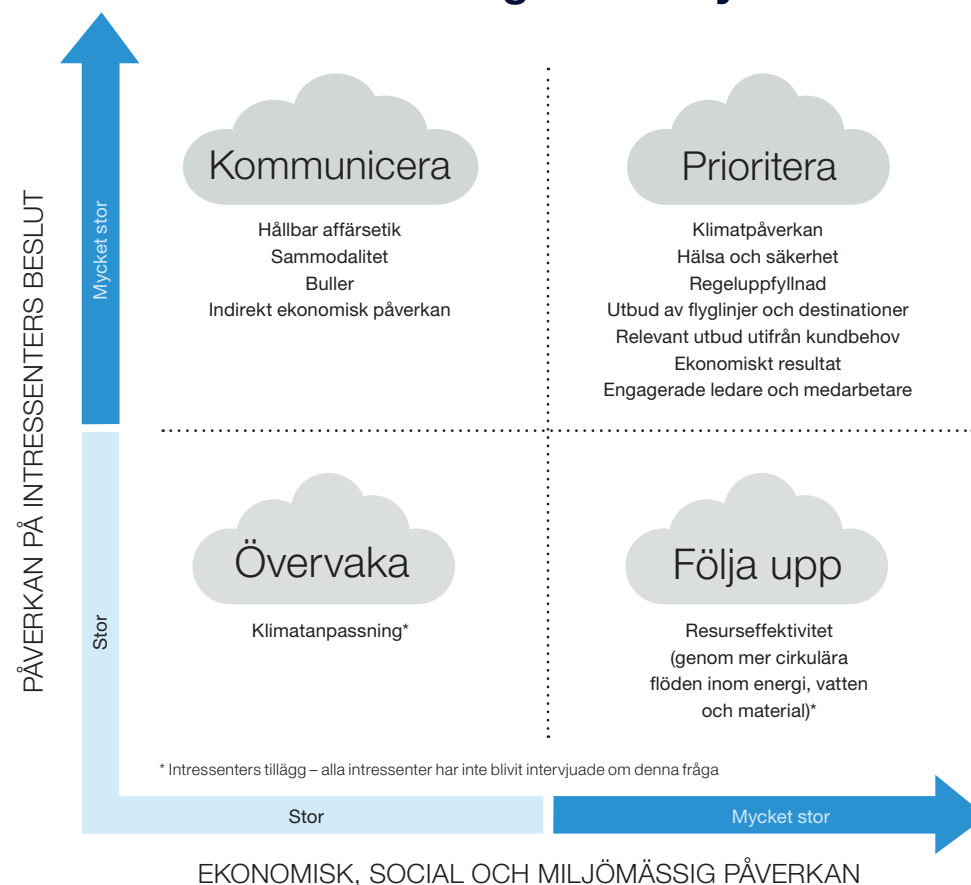 PÅVERKAN PÅ INTRESSENTERS BESLUT
Mycket stor
Stor
Kommunicera
Hållbar affärsetik
Sammodalitet
Buller
Indirekt ekonomisk påverkan
Prioritera
Klimatpåverkan
Hälsa och säkerhet
Regeluppfyllnad
Utbud av flyglinjer och destinationer
Relevant utbud utifrån kundbehov
Ekonomiskt resultat
Engagerade ledare och medarbetare
Övervaka
Klimatanpassning*
Följa upp
Resurseffektivitet
(genom mer cirkulära
flöden inom energi, vatten
och material)*
* Intressenters tillägg – alla intressenter har inte blivit intervjuade om denna fråga
Stor
Mycket stor
EKONOMISK, SOCIAL OCH MILJÖMÄSSIG PÅVERKAN